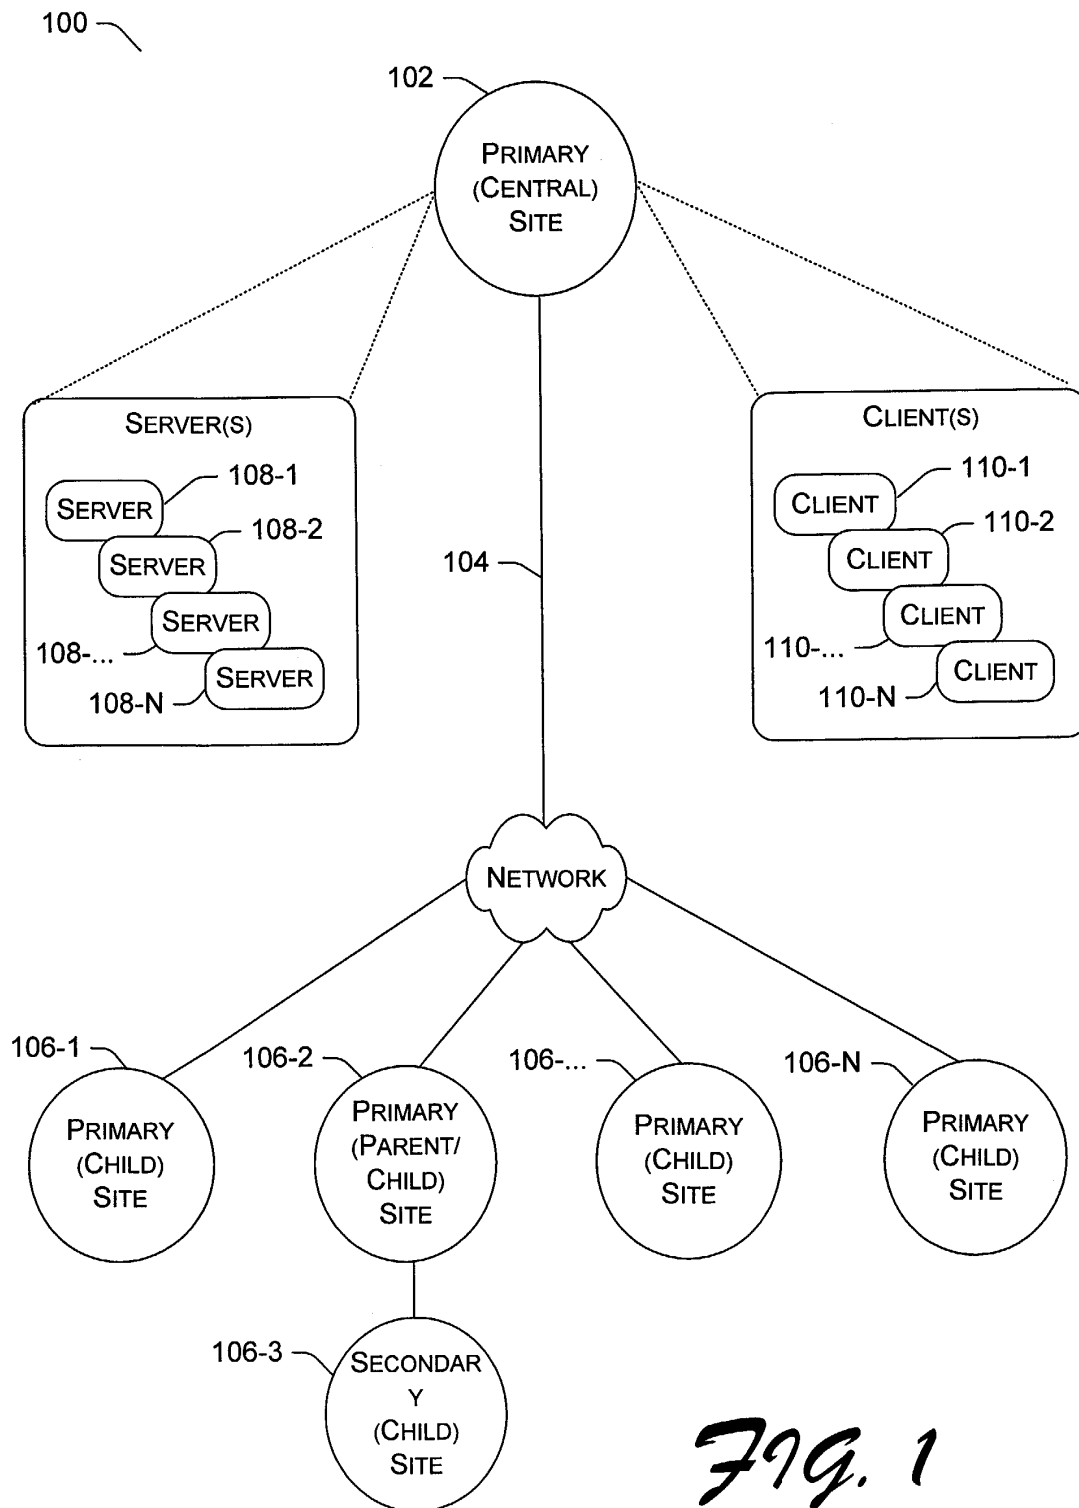 100
102
PRIMARY
(CENTRAL)
SITE
SERVER(S)
108-1
SERVER
108-2
SERVER
SERVER
108-...
SERVER
108-N
104
CLIENT(S)
110-1
CLIENT
110-2
CLIENT
CLIENT
110-...
CLIENT
110-N
NETWORK
106-1
PRIMARY
(CHILD)
SITE
106-2
PRIMARY
(PARENT/
CHILD)
SITE
106-...
PRIMARY
(CHILD)
SITE
106-N
PRIMARY
(CHILD)
SITE
106-3
SECONDAR
Y
(CHILD)
SITE
FIG. 1